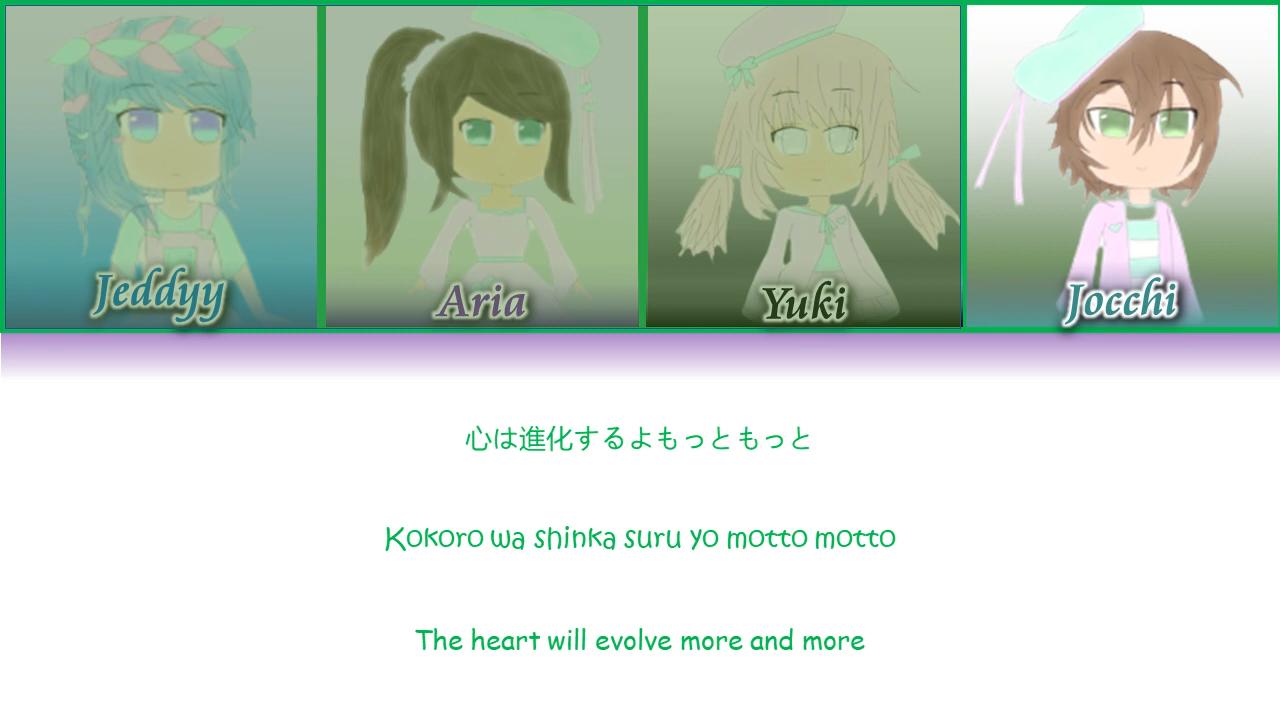 Jeddyy
Aria
Yuki
Jocchi
心は進化するよもっともっと
Kokoro wa shinka suru yo motto motto
The heart will evolve more and more